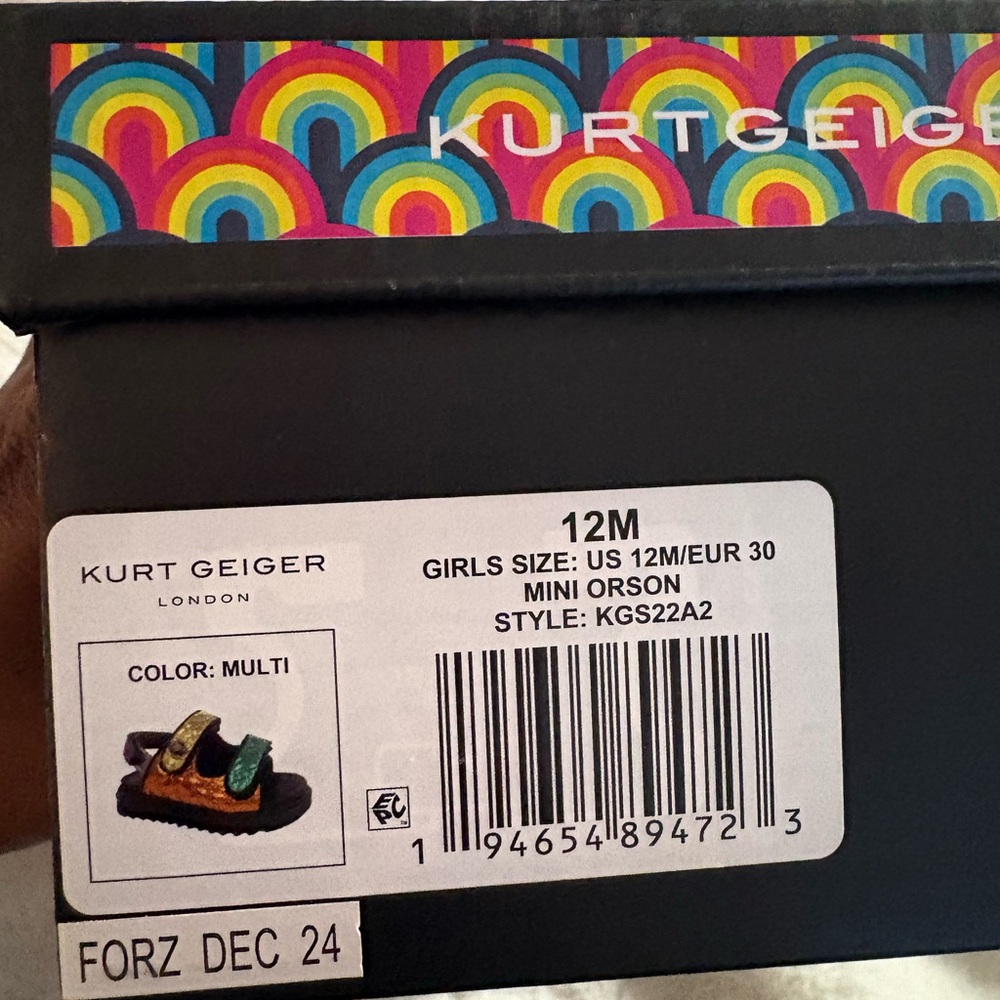 KURTGEIGE
12M
GIRLS SIZE: US 12M/EUR 30
MINI ORSON
STYLE: KGS22A2
KURT GEIGER
LONDON
COLOR: MULTI
EPC
1 94654 89472 3
FORZ DEC 24